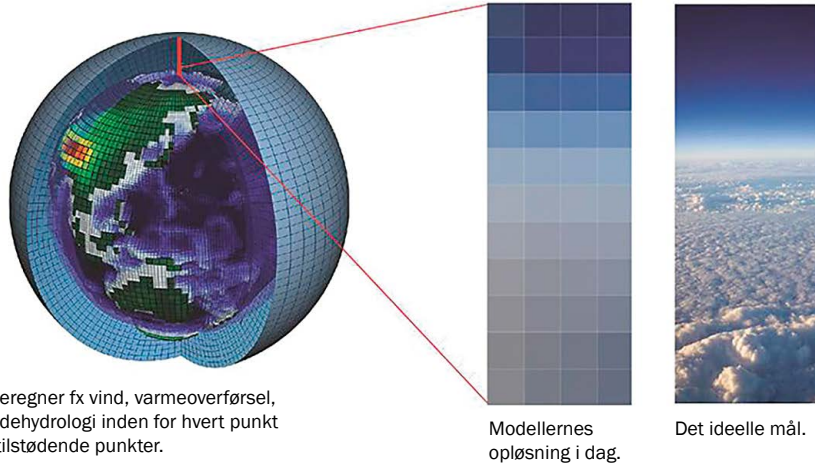 eregner fx vind, varmeoverførsel,
dehydrologi inden for hvert punkt
tilstødende punkter.
Modellernes
opløsning i dag.
Det ideelle mål.